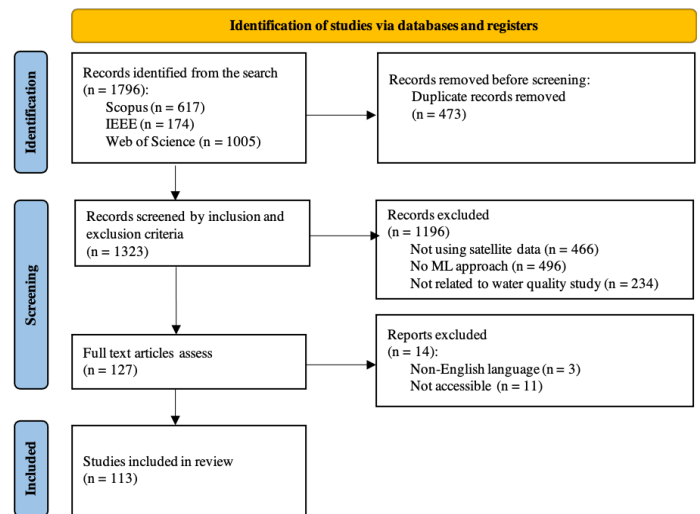 Identification of studies via databases and registers
Identification
Records identified from the search
(n = 1796):
Scopus (n = 617)
IEEE (n = 174)
Web of Science (n = 1005)
Records removed before screening:
Duplicate records removed
(n = 473)
Screening
Records screened by inclusion and
exclusion criteria
(n = 1323)
Records excluded
(n = 1196)
Not using satellite data (n = 466)
No ML approach (n = 496)
Not related to water quality study (n = 234)
Full text articles assess
(n = 127)
Reports excluded
(n = 14):
Non-English language (n = 3)
Not accessible (n = 11)
Included
Studies included in review
(n = 113)